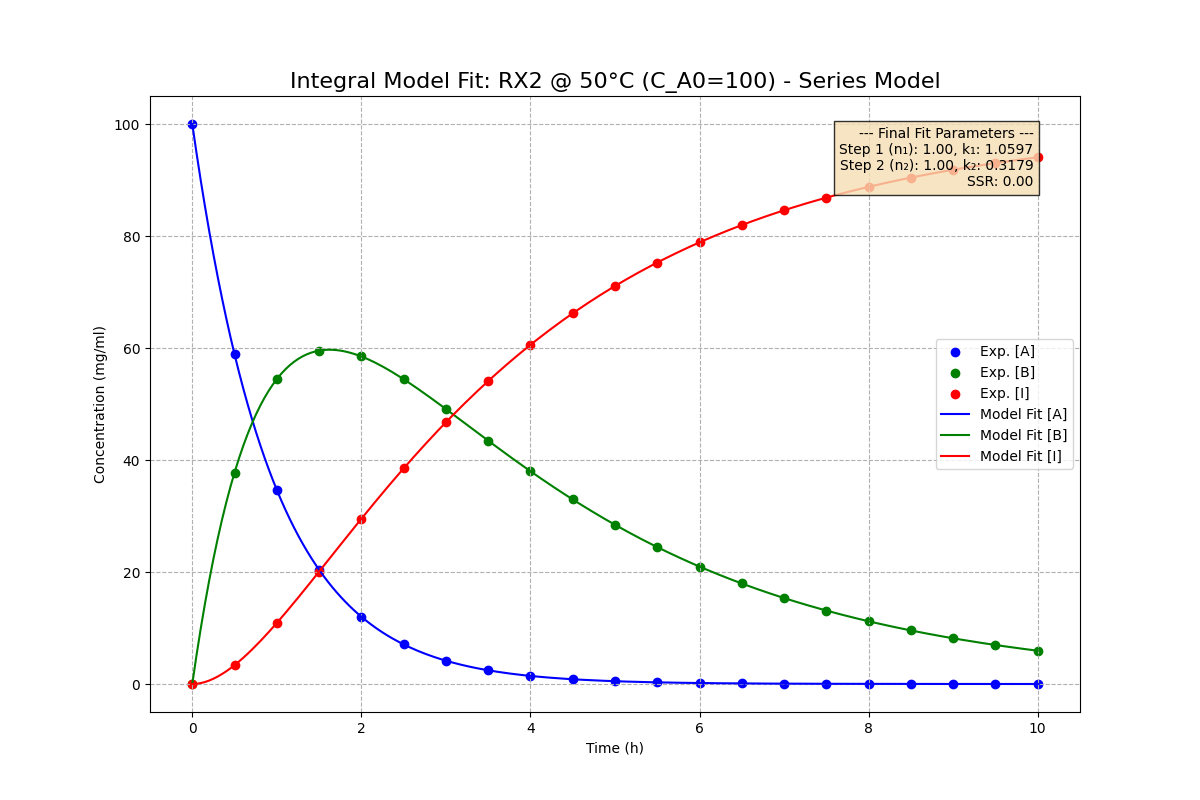 Integral Model Fit: RX2 @ 50°C (C_A0=100) - Series Model
--- Final Fit Parameters ---
Step 1 (n₁): 1.00, k₁: 1.0597
Step 2 (n₂): 1.00, k₂: 0.3179
SSR: 0.00
Concentration (mg/ml)
100
80
60
40
20
0
Exp. [A]
Exp. [B]
Exp. [I]
Model Fit [A]
Model Fit [B]
Model Fit [I]
0 2 4 6 8 10
Time (h)